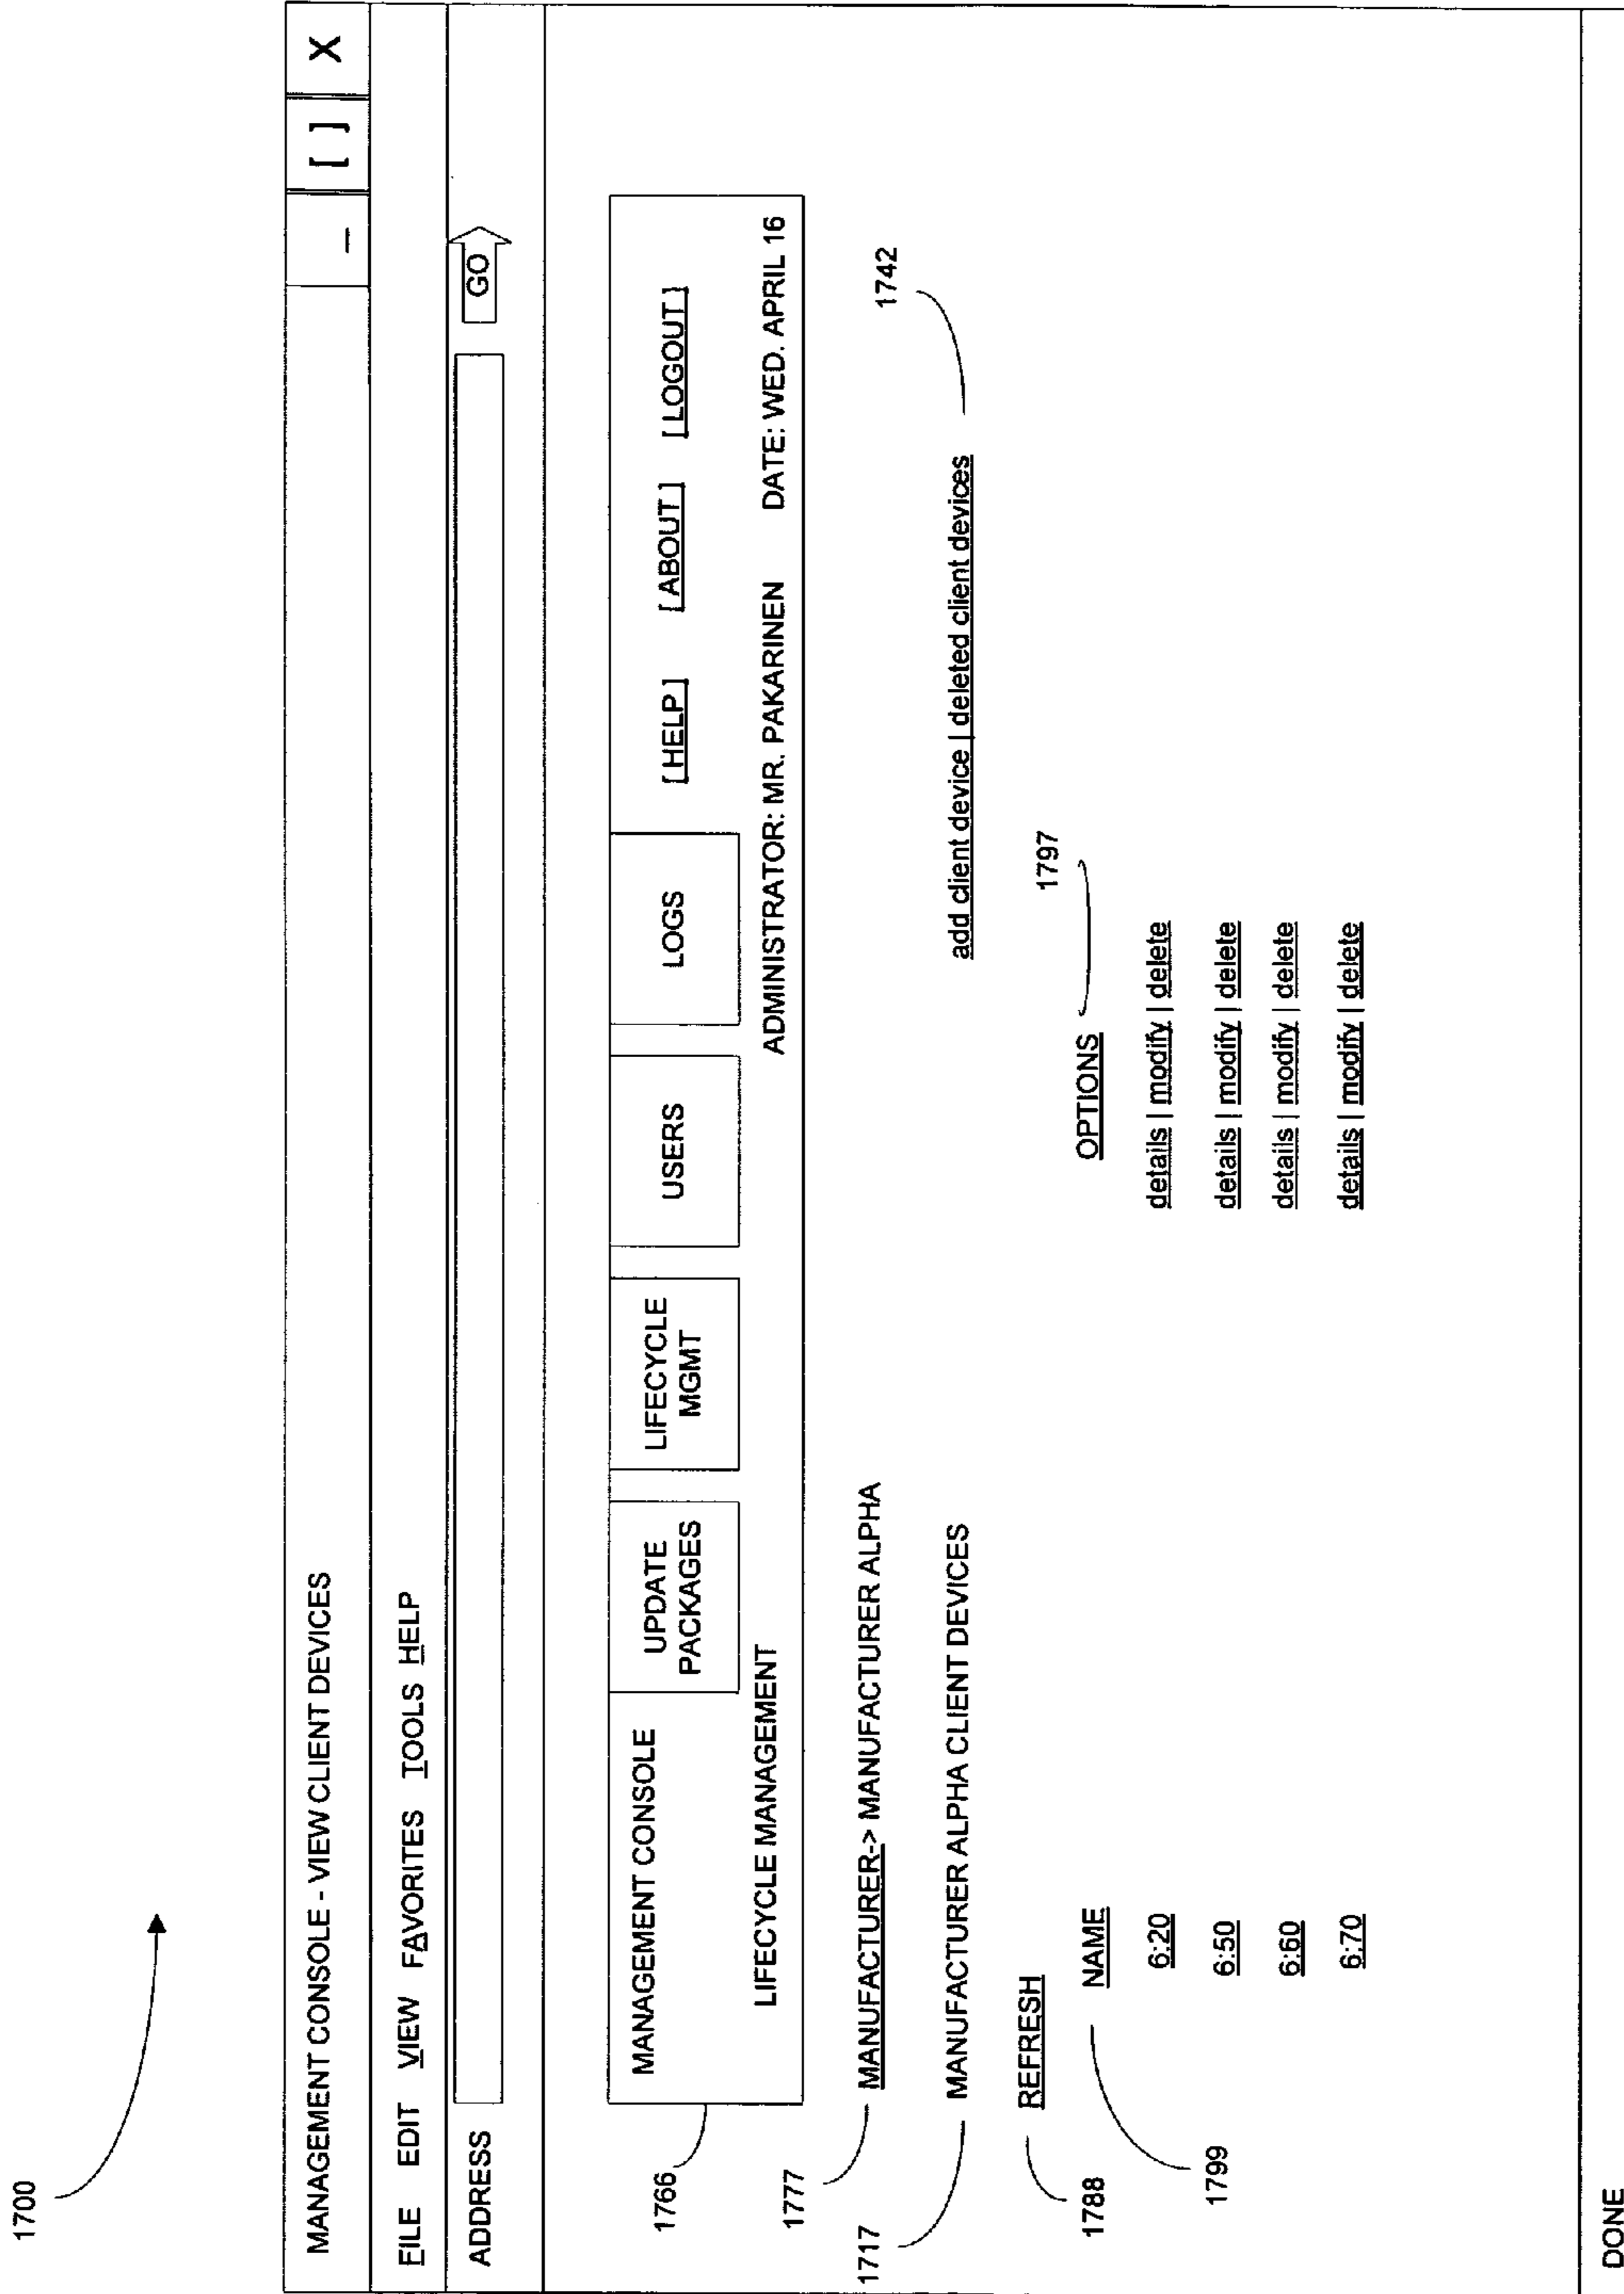 1700
MANAGEMENT CONSOLE - VIEW CLIENT DEVICES
_ [ ] X
FILE EDIT VIEW FAVORITES TOOLS HELP
ADDRESS
GO
1766
MANAGEMENT CONSOLE
UPDATE
PACKAGES
LIFECYCLE
MGMT
USERS
LOGS
[HELP] [ABOUT] [LOGOUT]
LIFECYCLE MANAGEMENT
ADMINISTRATOR: MR. PAKARINEN DATE: WED. APRIL 16
1777
MANUFACTURER-> MANUFACTURER ALPHA
1742
1717
MANUFACTURER ALPHA CLIENT DEVICES
add client device | deleted client devices
1788
REFRESH
1797
1799
NAME OPTIONS
6:20 details | modify | delete
6:50 details | modify | delete
6:60 details | modify | delete
6:70 details | modify | delete
DONE